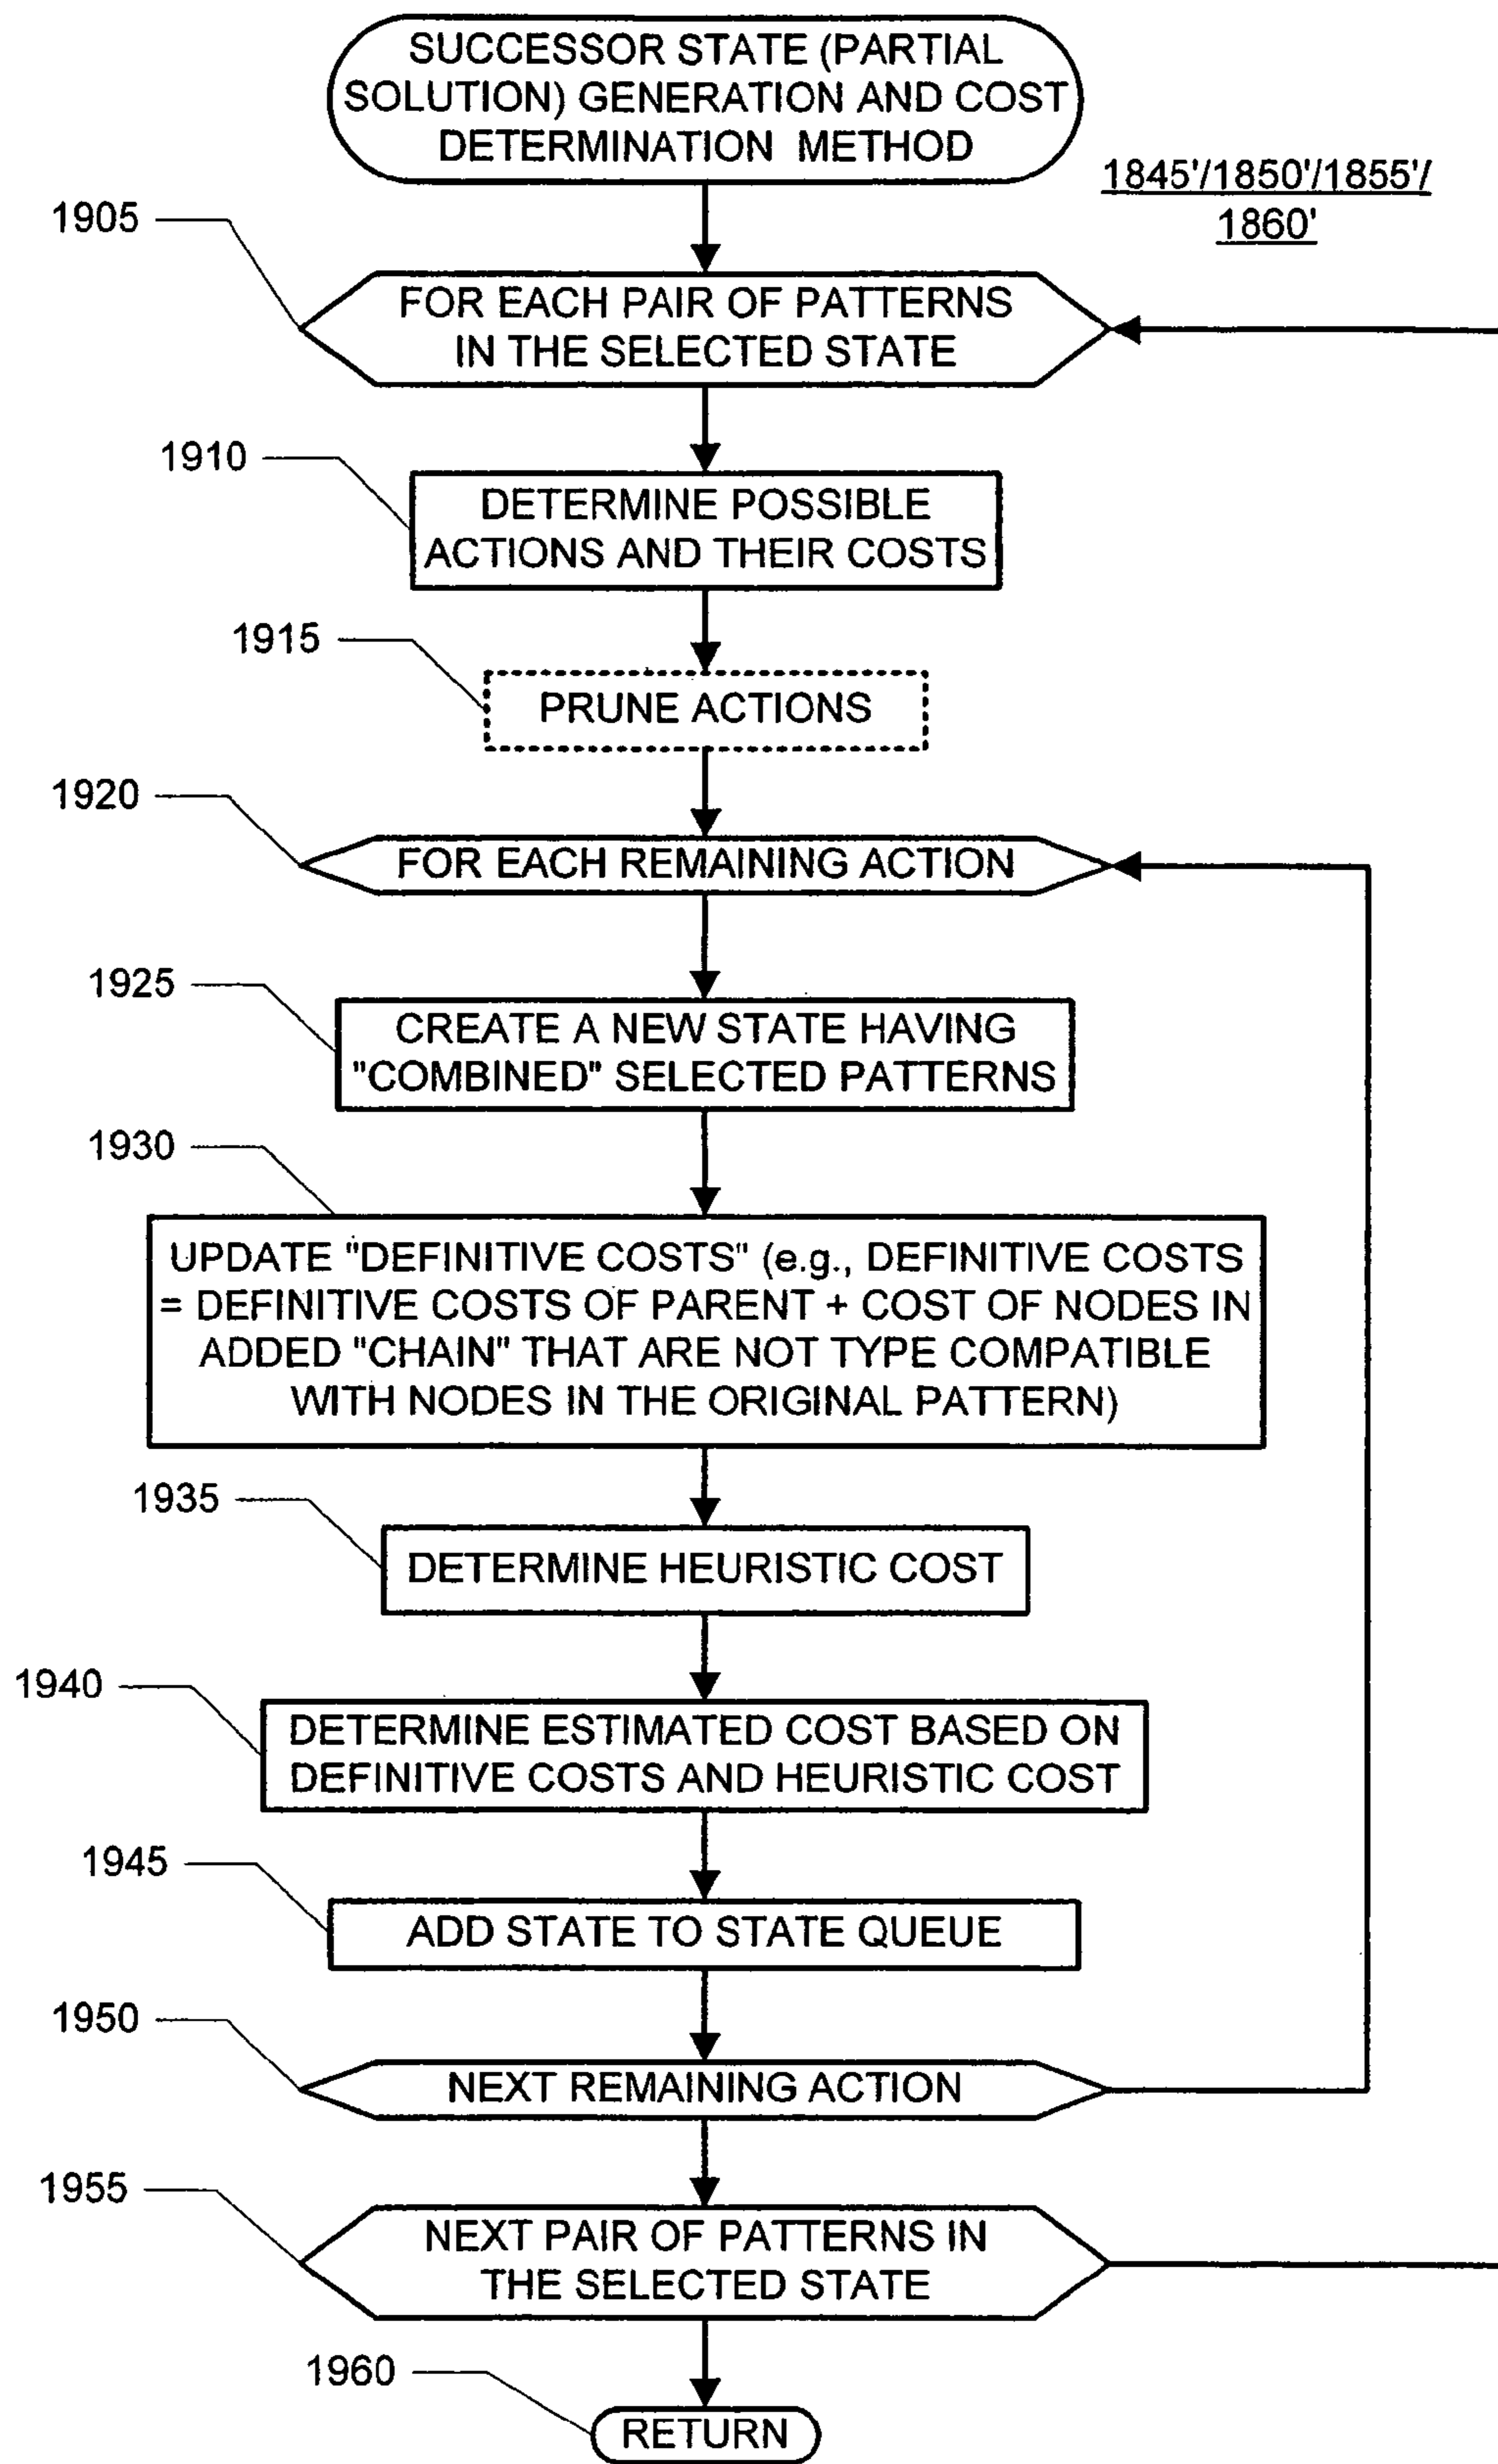 SUCCESSOR STATE (PARTIAL
SOLUTION) GENERATION AND COST
DETERMINATION METHOD
1845'/1850'/1855'/
1860'
1905
FOR EACH PAIR OF PATTERNS
IN THE SELECTED STATE
1910
DETERMINE POSSIBLE
ACTIONS AND THEIR COSTS
1915
PRUNE ACTIONS
1920
FOR EACH REMAINING ACTION
1925
CREATE A NEW STATE HAVING
"COMBINED" SELECTED PATTERNS
1930
UPDATE "DEFINITIVE COSTS" (e.g., DEFINITIVE COSTS
= DEFINITIVE COSTS OF PARENT + COST OF NODES IN
ADDED "CHAIN" THAT ARE NOT TYPE COMPATIBLE
WITH NODES IN THE ORIGINAL PATTERN)
1935
DETERMINE HEURISTIC COST
1940
DETERMINE ESTIMATED COST BASED ON
DEFINITIVE COSTS AND HEURISTIC COST
1945
ADD STATE TO STATE QUEUE
1950
NEXT REMAINING ACTION
1955
NEXT PAIR OF PATTERNS IN
THE SELECTED STATE
1960
RETURN